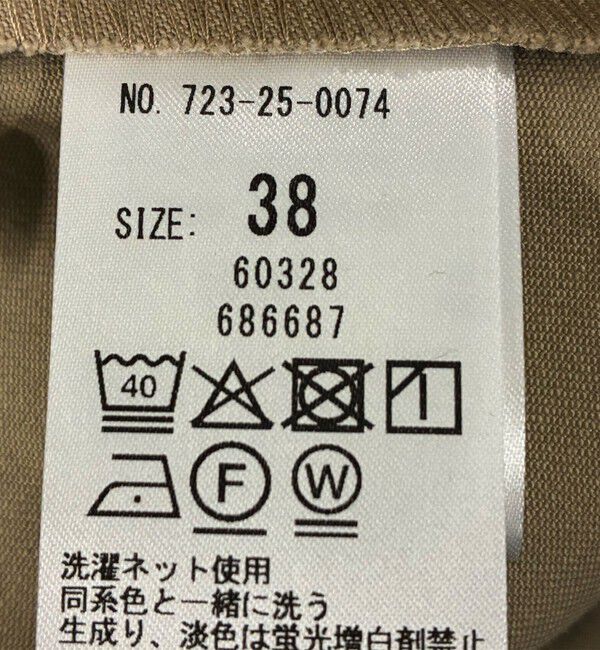 NO. 723-25-0074
SIZE: 38
60328
686687
40
F W
洗濯ネット使用
同系色と一緒に洗う
生成り、淡色は蛍光増白剤禁止